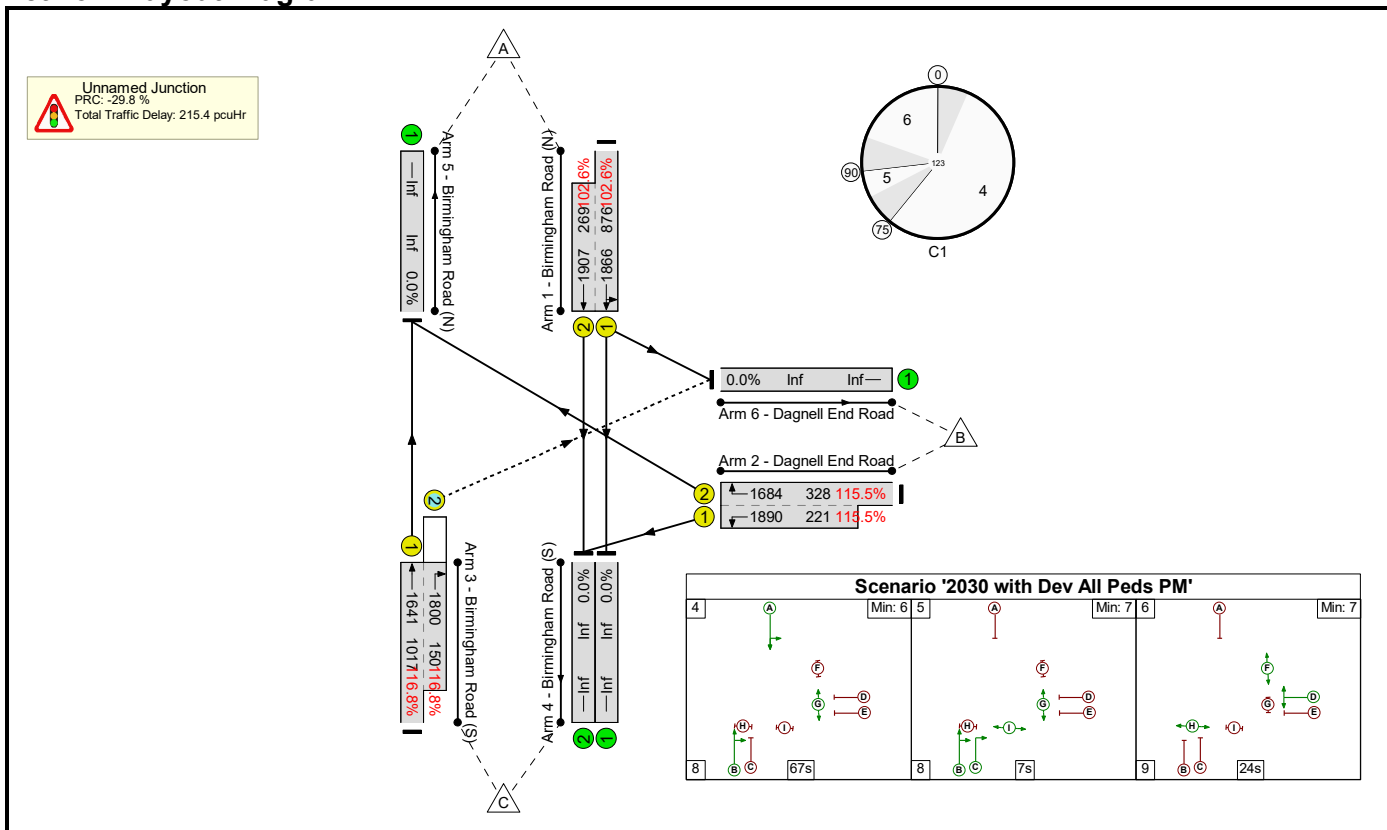 Unnamed Junction
PRC: -29.8 %
Total Traffic Delay: 215.4 pcuHr
A
1
Arm 5 - Birmingham Road (N)
Inf
Inf
0.0%
Arm 1 - Birmingham Road (N)
1907 269 102.6%
1866 876 102.6%
2
1
0
6
4
5
90
75
123
C1
0.0% Inf Inf
1
Arm 6 - Dagnell End Road
B
Arm 2 - Dagnell End Road
2
1684 328 115.5%
1
1890 221 115.5%
1
2
1641 1017 116.8%
1800 150 116.8%
Arm 3 - Birmingham Road (S)
Arm 4 - Birmingham Road (S)
Inf Inf 0.0%
Inf Inf 0.0%
2
1
C
Scenario '2030 with Dev All Peds PM'
4 Min: 6
A
F
G
D
E
H
I
B
C
8 67s
5 Min: 7
A
F
G
D
E
H
I
B
C
8 7s
6 Min: 7
A
F
G
D
E
H
I
B
C
9 24s